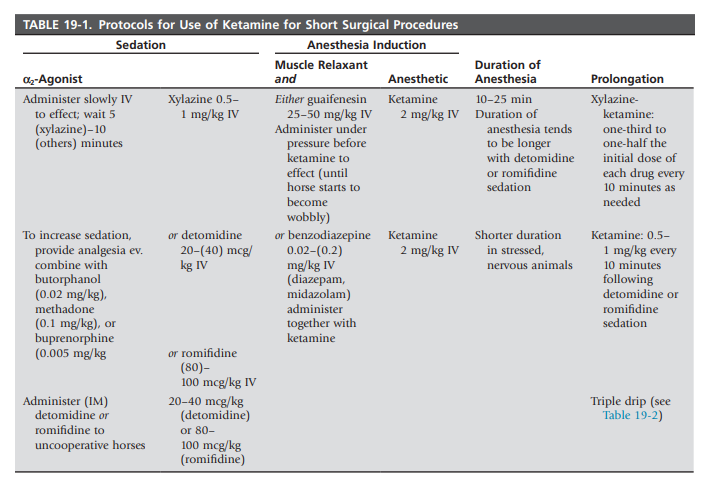 TABLE 19-1. Protocols for Use of Ketamine for Short Surgical Procedures
Sedation
Anesthesia Induction
α2-Agonist
Muscle Relaxant
and
Anesthetic
Duration of
Anesthesia
Prolongation
Administer slowly IV
to effect; wait 5
(xylazine)–10
(others) minutes
Xylazine 0.5–
1 mg/kg IV
Either guaifenesin
25–50 mg/kg IV
Administer under
pressure before
ketamine to
effect (until
horse starts to
become
wobbly)
Ketamine
2 mg/kg IV
10–25 min
Duration of
anesthesia tends
to be longer
with detomidine
or romifidine
sedation
Xylazine-
ketamine:
one-third to
one-half the
initial dose of
each drug every
10 minutes as
needed
To increase sedation,
provide analgesia ev.
combine with
butorphanol
(0.02 mg/kg),
methadone
(0.1 mg/kg), or
buprenorphine
(0.005 mg/kg
or detomidine
20–(40) mcg/
kg IV
or benzodiazepine
0.02–(0.2)
mg/kg IV
(diazepam,
midazolam)
administer
together with
ketamine
Ketamine
2 mg/kg IV
Shorter duration
in stressed,
nervous animals
Ketamine: 0.5–
1 mg/kg every
10 minutes
following
detomidine or
romifidine
sedation
or romifidine
(80)–
100 mcg/kg IV
Administer (IM)
detomidine or
romifidine to
uncooperative horses
20–40 mcg/kg
(detomidine)
or 80–
100 mcg/kg
(romifidine)
Triple drip (see
Table 19-2)